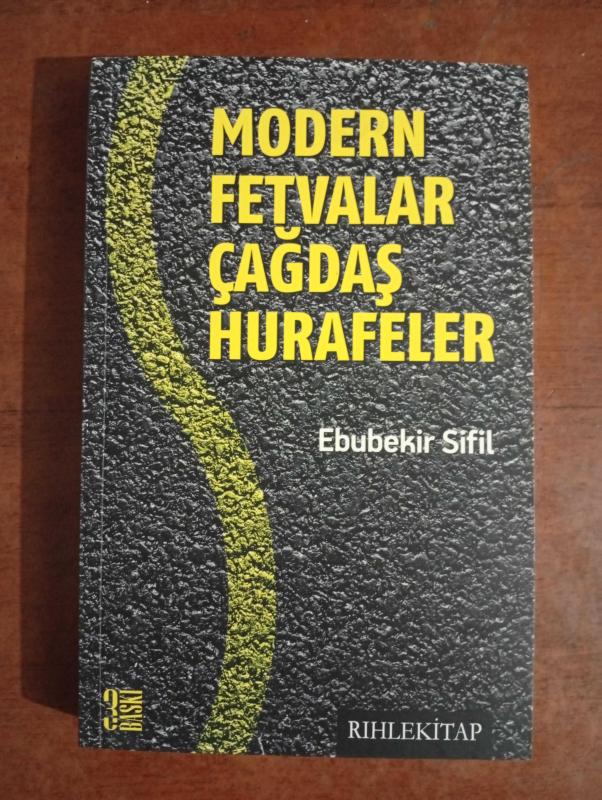 MODERN
FETVALAR
ÇAĞDAŞ
HURAFELER
Ebubekir Sifil
3.
BASKI
RIHLEKİTAP